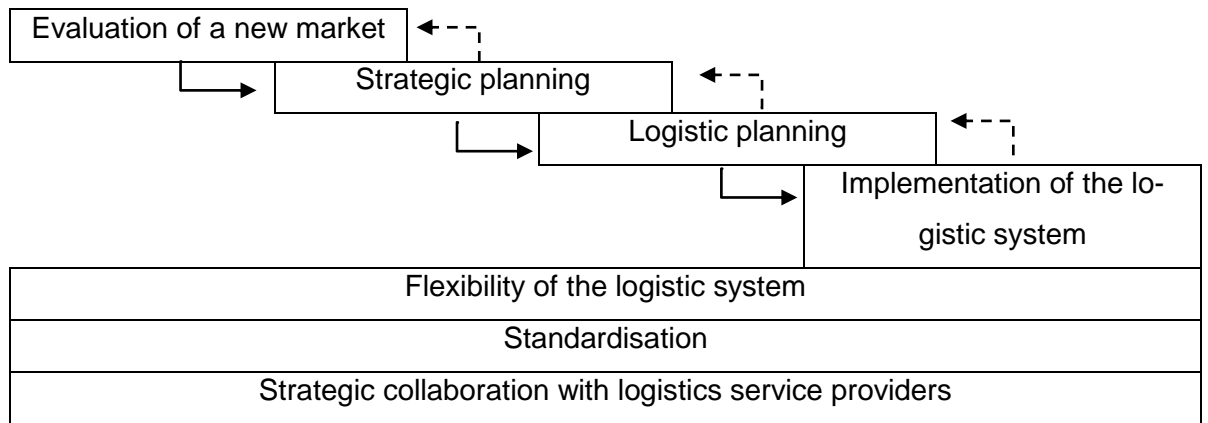 Evaluation of a new market
Strategic planning
Logistic planning
Implementation of the lo-
gistic system
Flexibility of the logistic system
Standardisation
Strategic collaboration with logistics service providers